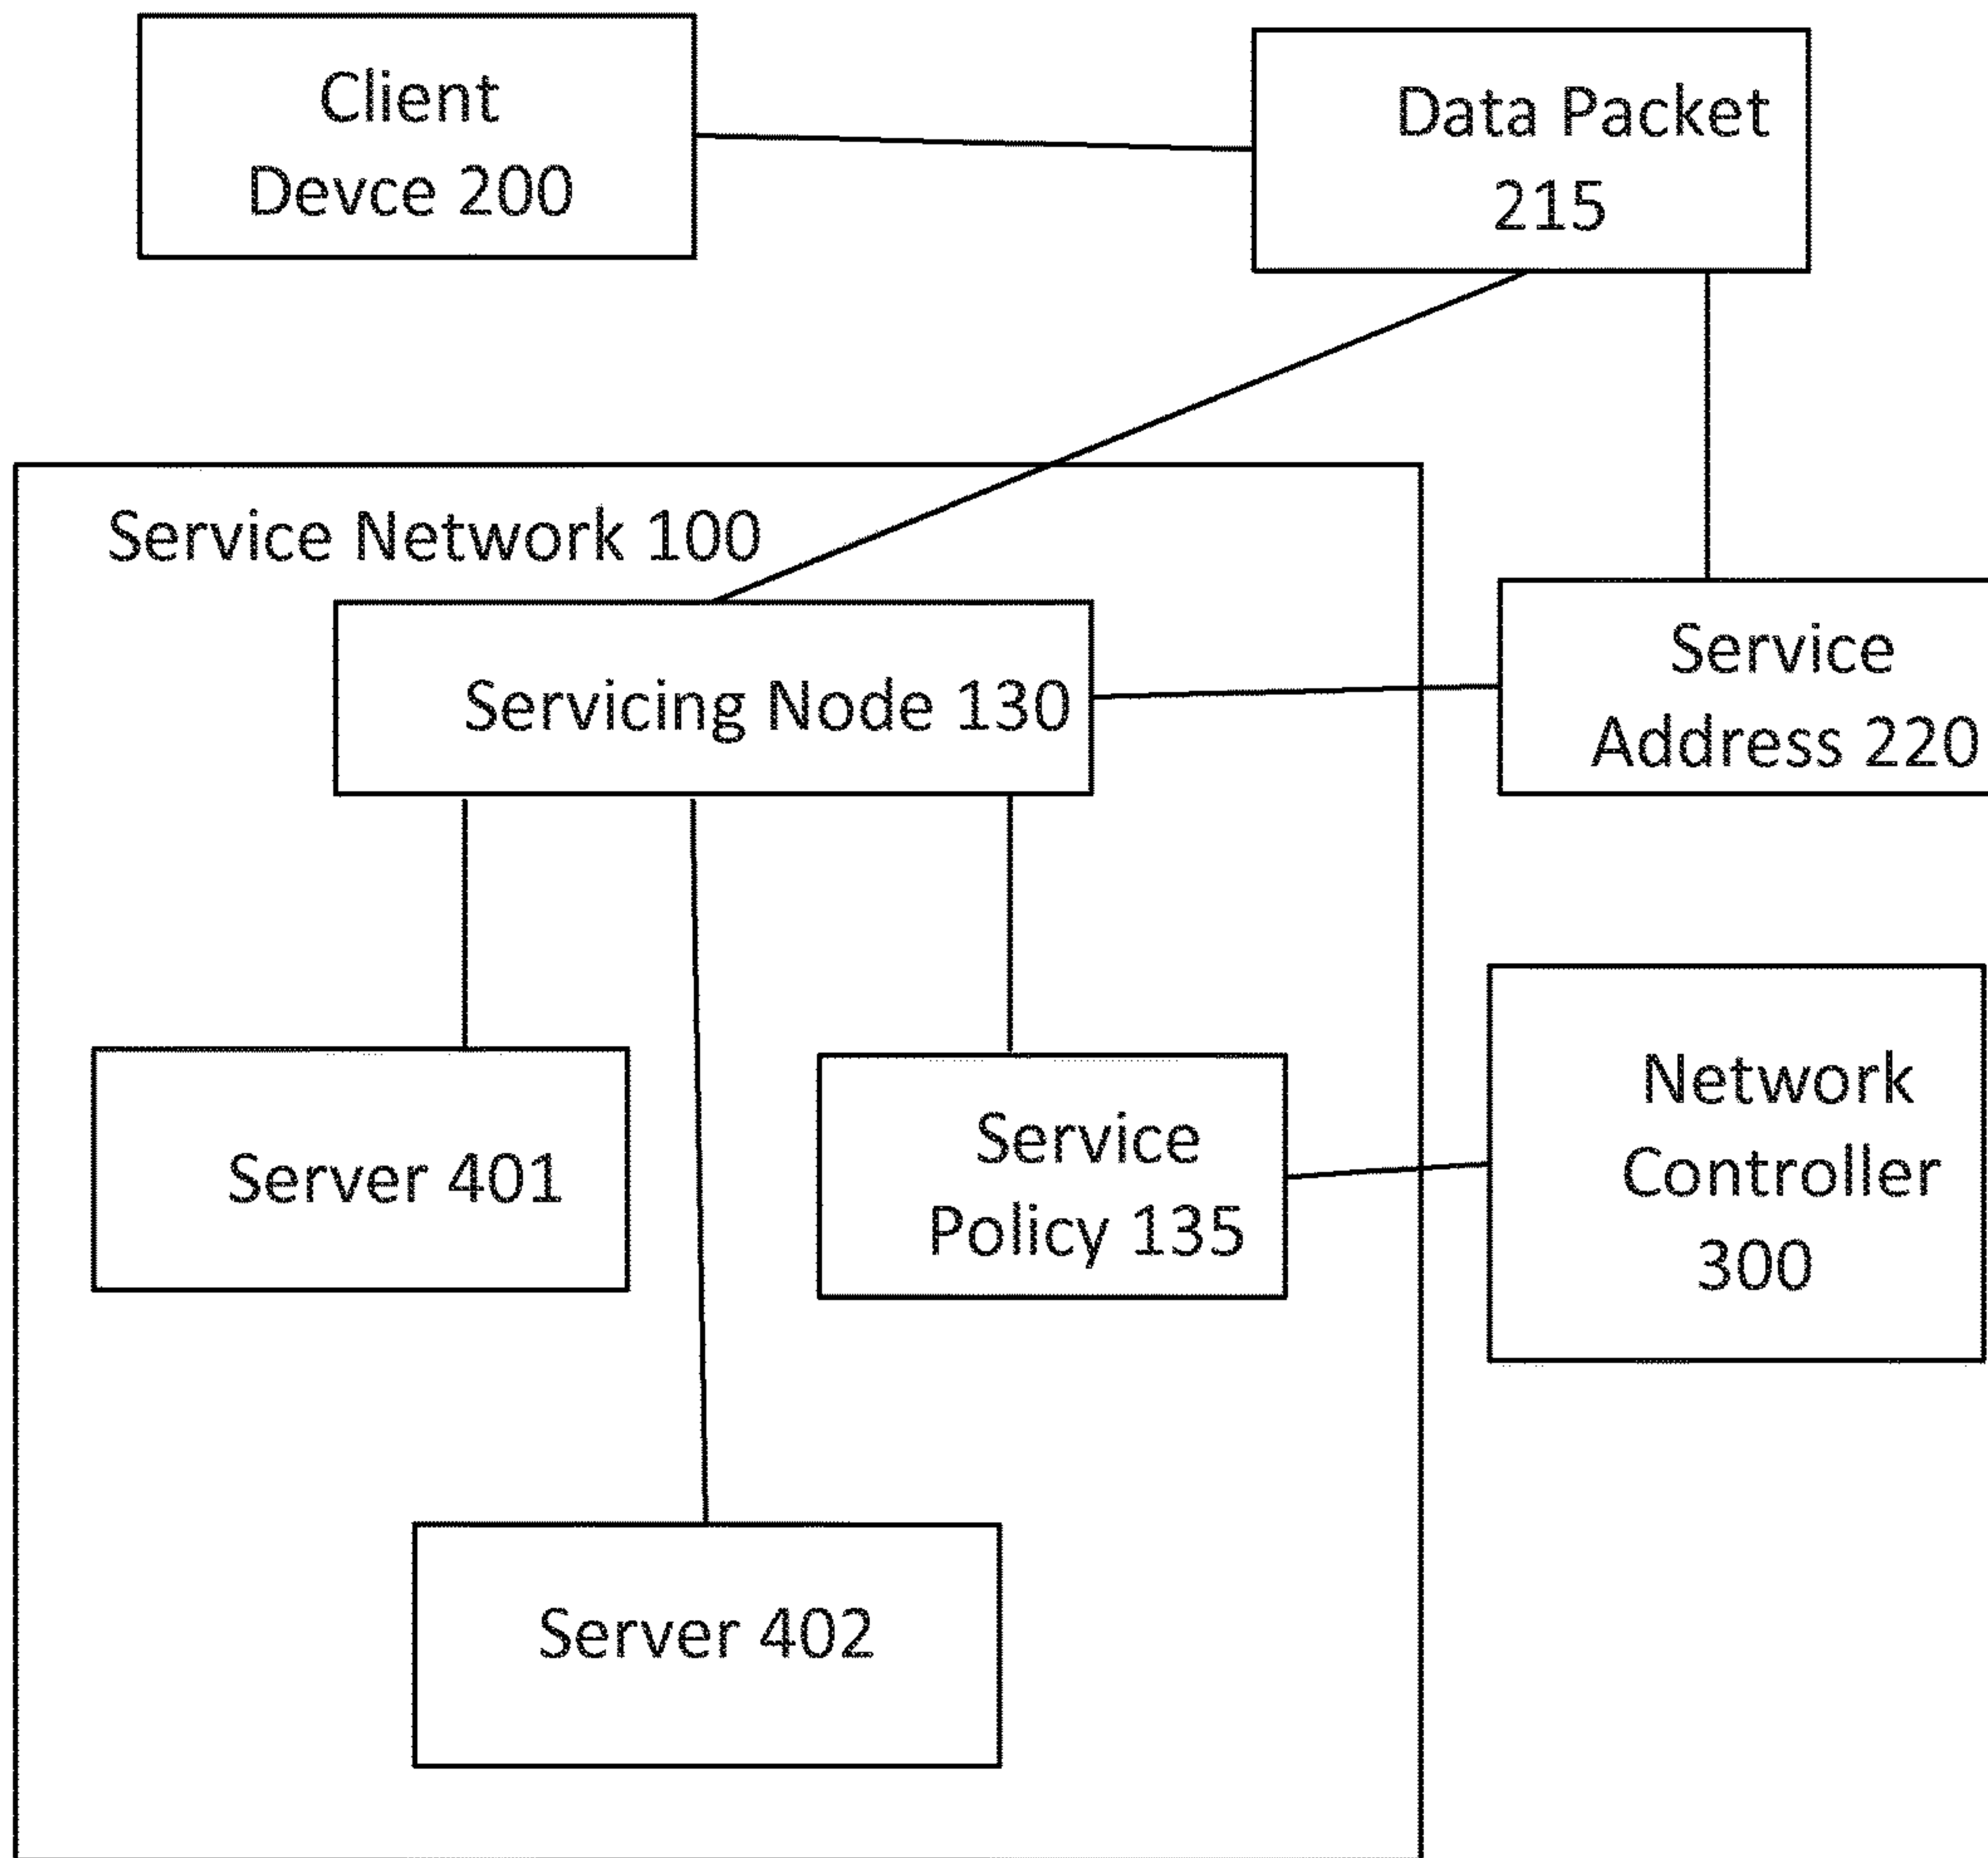 Client
Devce 200
Data Packet
215
Service Network 100
Servicing Node 130
Service
Address 220
Server 401
Service
Policy 135
Network
Controller
300
Server 402